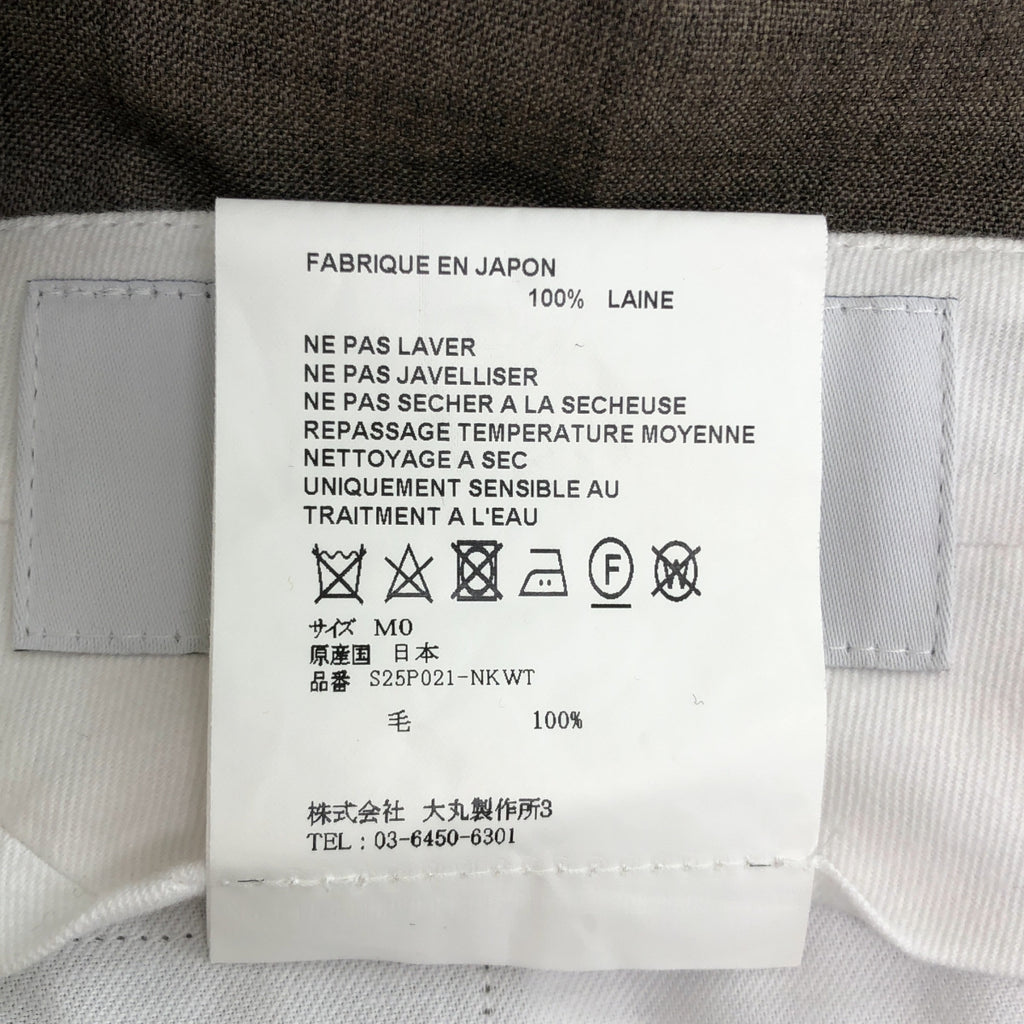 FABRIQUE EN JAPON
100% LAINE
NE PAS LAVER
NE PAS JAVELLISER
NE PAS SECHER A LA SECHEUSE
REPASSAGE TEMPERATURE MOYENNE
NETTOYAGE A SEC
UNIQUEMENT SENSIBLE AU
TRAITMENT A L'EAU
F W
サイズ M0
原産国 日本
品番 S25P021-NKWT
毛 100%
株式会社 大丸製作所3
TEL : 03-6450-6301